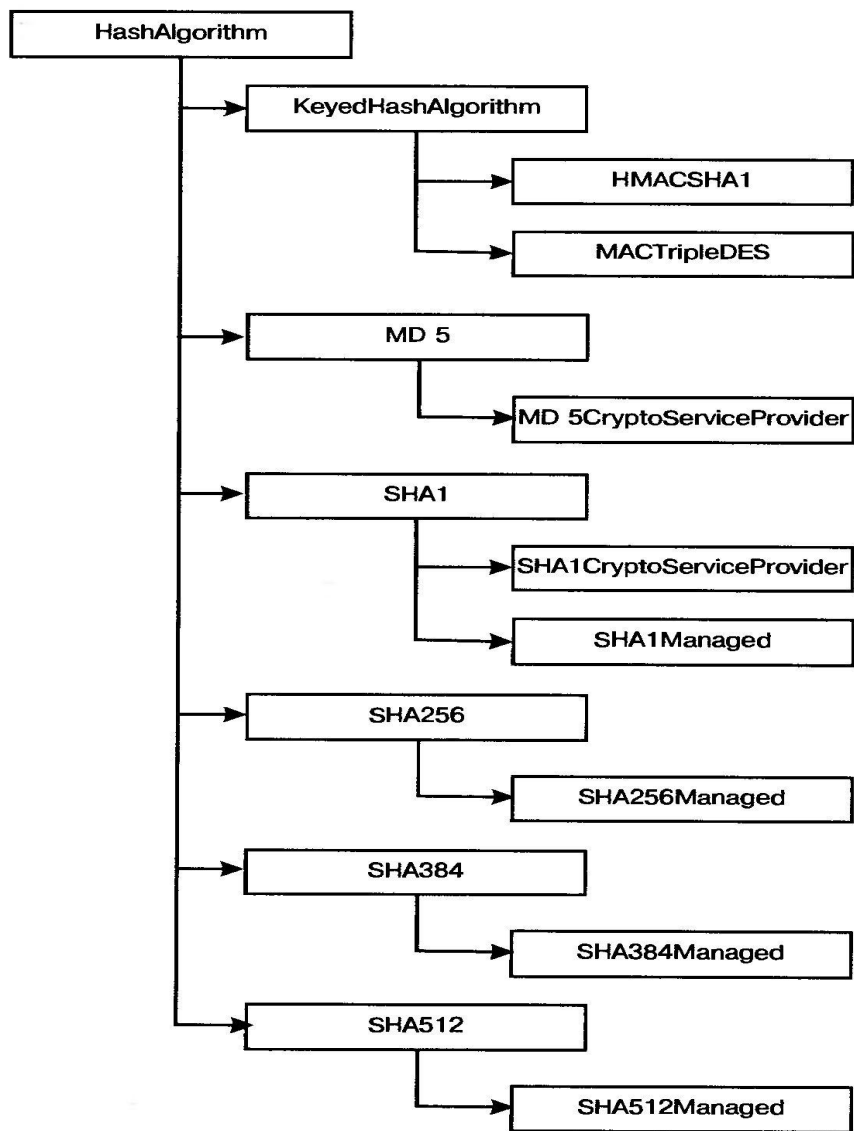 HashAlgorithm
KeyedHashAlgorithm
HMACSHA1
MACTripleDES
MD 5
MD 5CryptoServiceProvider
SHA1
SHA1CryptoServiceProvider
SHA1Managed
SHA256
SHA256Managed
SHA384
SHA384Managed
SHA512
SHA512Managed